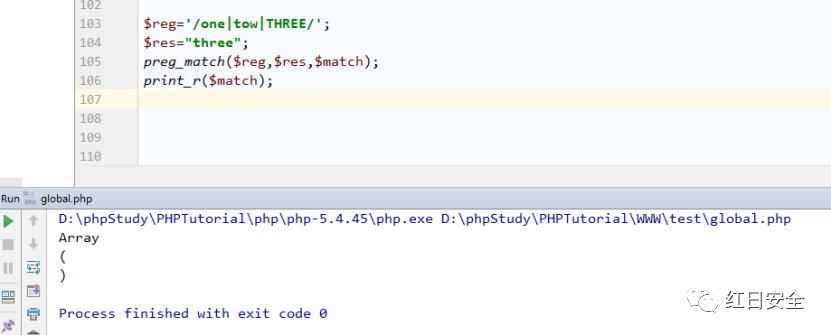 102
103 $reg='/one|tow|THREE/';
104 $res="three";
105 preg_match($reg,$res,$match);
106 print_r($match);
107
108
109
110
Run php global.php
D:\phpStudy\PHPTutorial\php\php-5.4.45\php.exe D:\phpStudy\PHPTutorial\WWW\test\global.php
Array
(
)
Process finished with exit code 0
红日安全